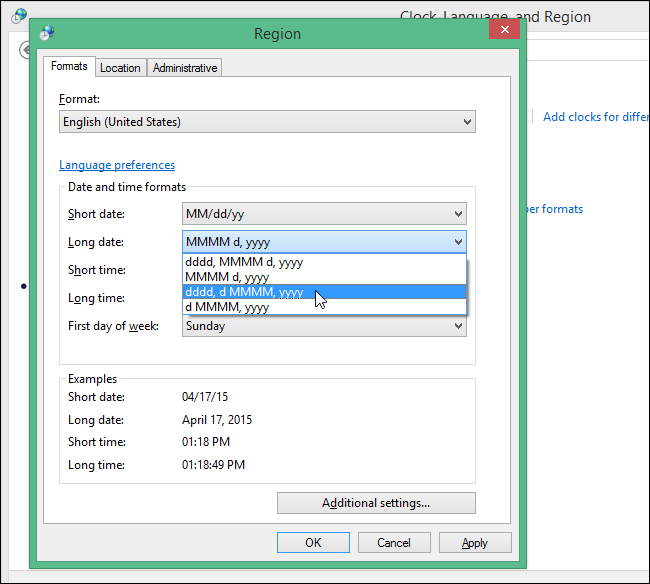 Clock, Language, and Region
Region
Formats
Location
Administrative
Format:
English (United States)
Add clocks for differe
Language preferences
ber formats
Date and time formats
Short date:
MM/dd/yy
Long date:
MMMM d, yyyy
dddd, MMMM d, yyyy
Short time:
MMMM d, yyyy
dddd, d MMMM, yyyy
Long time:
d MMMM, yyyy
First day of week:
Sunday
Examples
Short date:
04/17/15
Long date:
April 17, 2015
Short time:
01:18 PM
Long time:
01:18:49 PM
Additional settings...
OK
Cancel
Apply